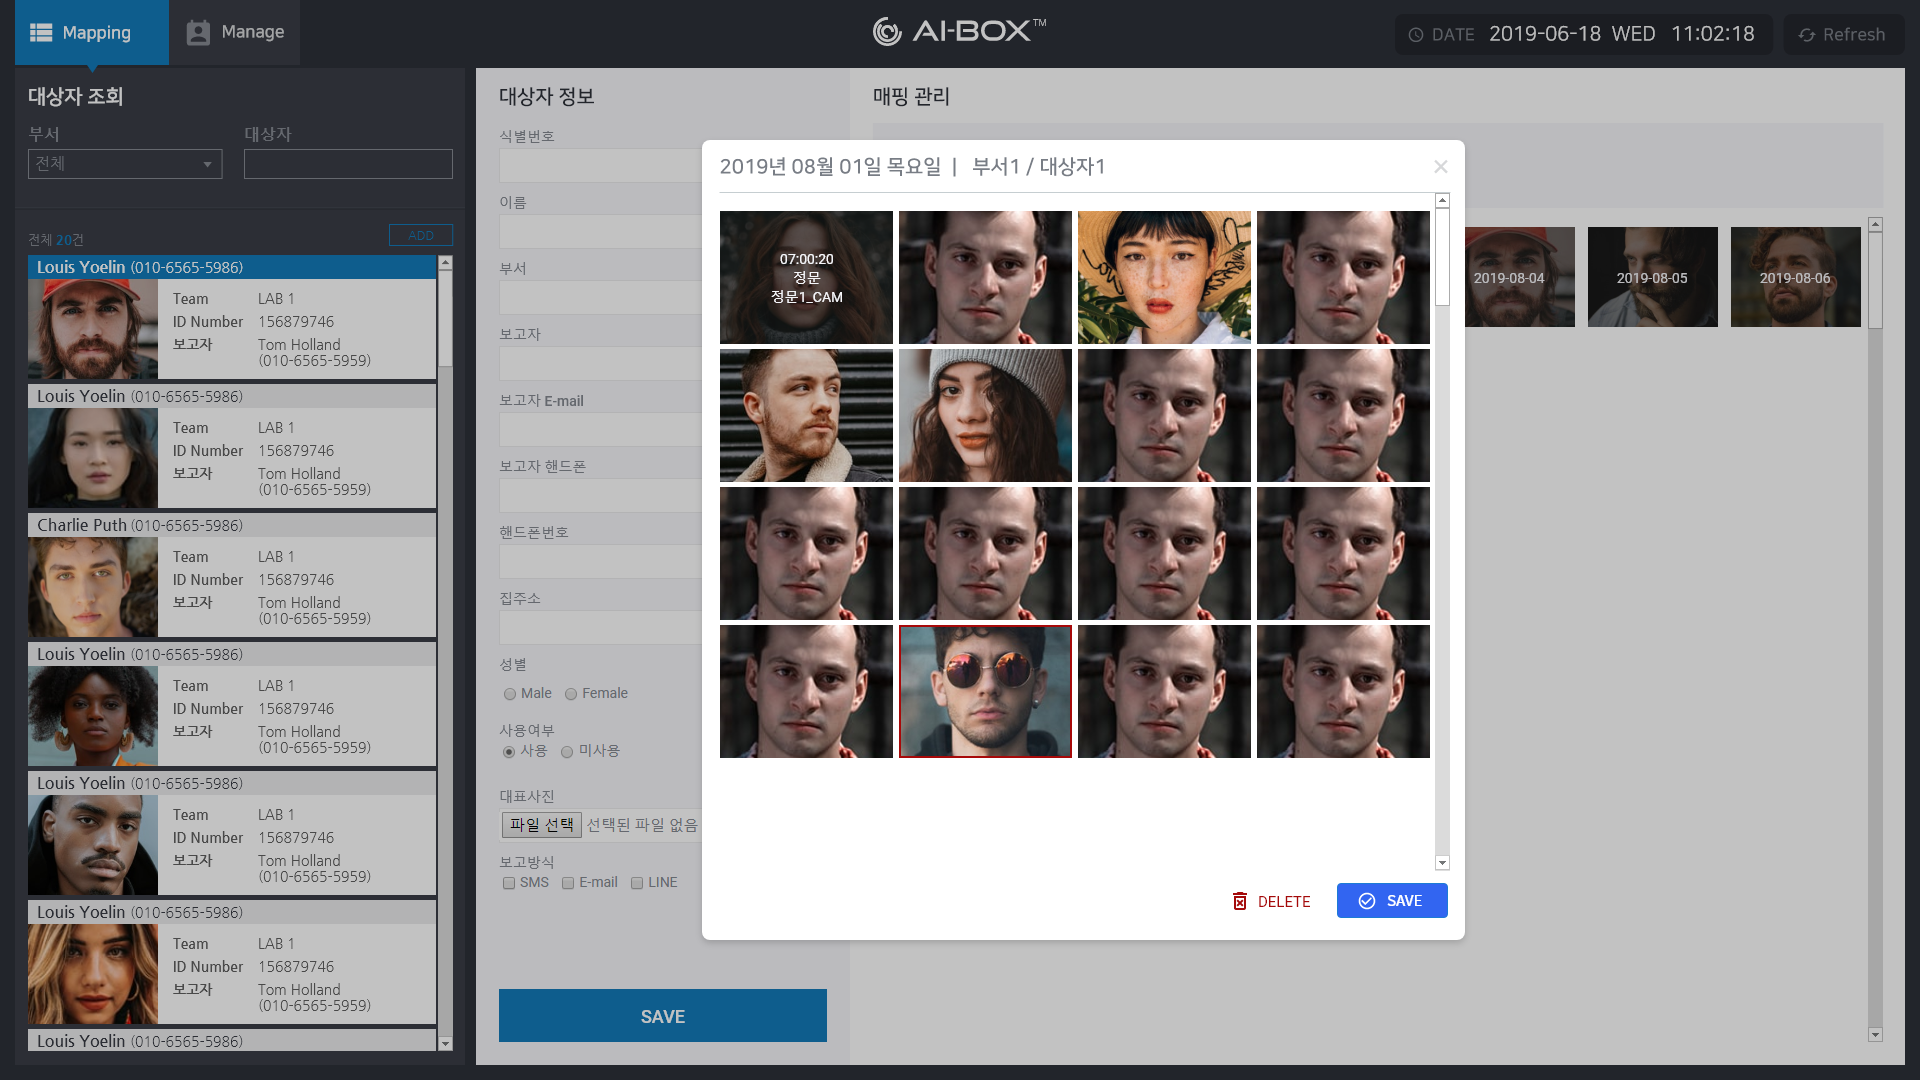 Mapping
Manage
AI-BOX™
DATE 2019-06-18 WED 11:02:18
Refresh
대상자 조회
부서
대상자
전체
전체 20건
ADD
Louis Yoelin (010-6565-5986)
Team LAB 1
ID Number 156879746
보고자 Tom Holland
(010-6565-5959)
Louis Yoelin (010-6565-5986)
Team LAB 1
ID Number 156879746
보고자 Tom Holland
(010-6565-5959)
Charlie Puth (010-6565-5986)
Team LAB 1
ID Number 156879746
보고자 Tom Holland
(010-6565-5959)
Louis Yoelin (010-6565-5986)
Team LAB 1
ID Number 156879746
보고자 Tom Holland
(010-6565-5959)
Louis Yoelin (010-6565-5986)
Team LAB 1
ID Number 156879746
보고자 Tom Holland
(010-6565-5959)
Louis Yoelin (010-6565-5986)
Team LAB 1
ID Number 156879746
보고자 Tom Holland
(010-6565-5959)
Louis Yoelin (010-6565-5986)
대상자 정보
식별번호
이름
부서
보고자
보고자 E-mail
보고자 핸드폰
핸드폰번호
집주소
성별
Male Female
사용여부
사용 미사용
대표사진
파일 선택 선택된 파일 없음
보고방식
SMS E-mail LINE
SAVE
매핑 관리
2019-08-04
2019-08-05
2019-08-06
2019년 08월 01일 목요일 | 부서1 / 대상자1
07:00:20
정문
정문1_CAM
DELETE
SAVE